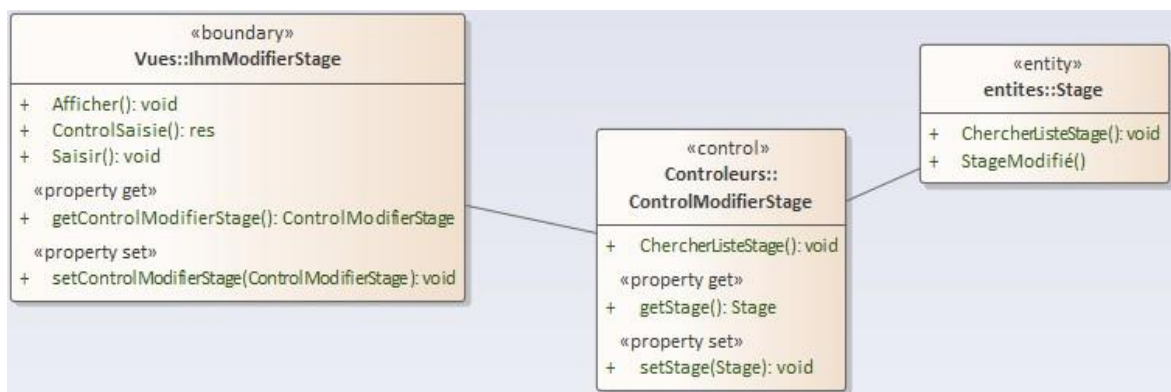 «boundary»
Vues::IhmModifierStage
+ Afficher(): void
+ ControlSaisie(): res
+ Saisir(): void
«property get»
+ getControlModifierStage(): ControlModifierStage
«property set»
+ setControlModifierStage(ControlModifierStage): void
«control»
Controleurs::
ControlModifierStage
+ ChercherListeStage(): void
«property get»
+ getStage(): Stage
«property set»
+ setStage(Stage): void
«entity»
entites::Stage
+ ChercherListeStage(): void
+ StageModifié()